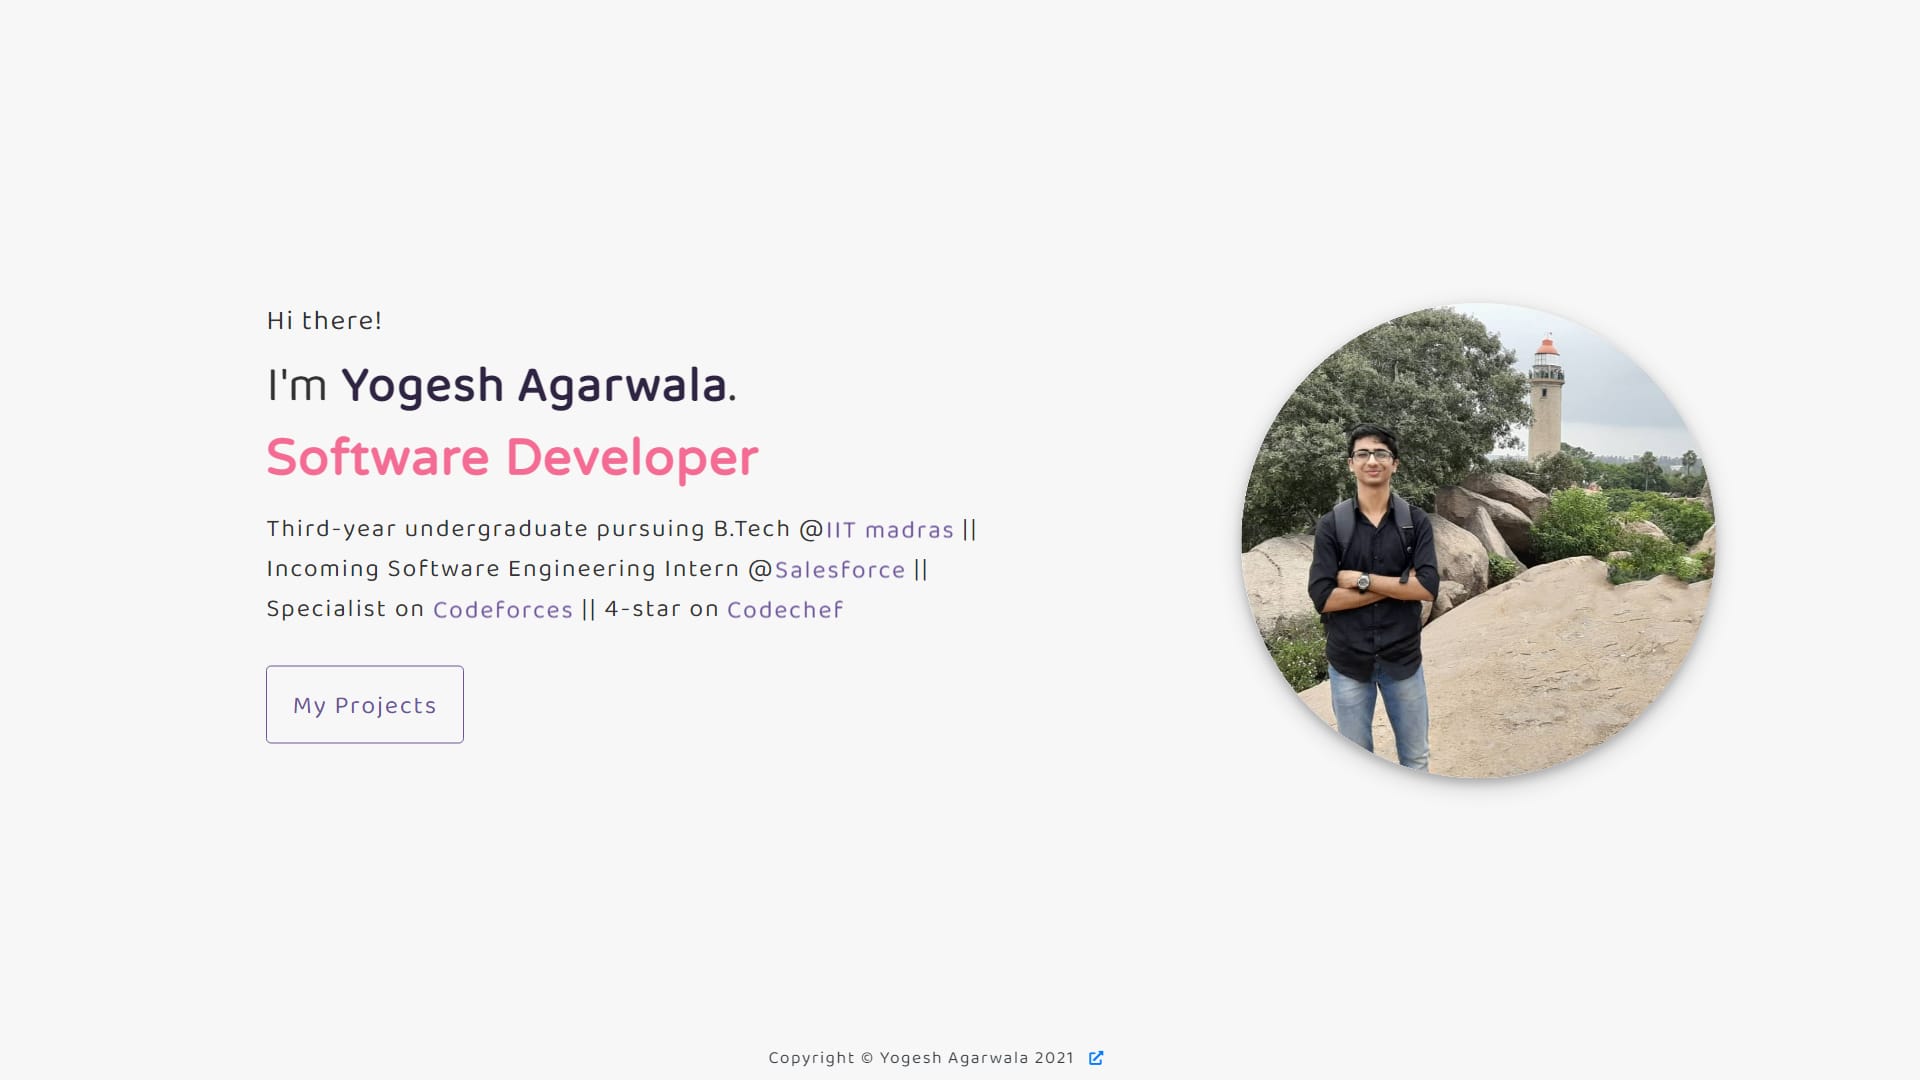 Hi there!
I'm Yogesh Agarwala.
Software Developer
Third-year undergraduate pursuing B.Tech @IIT madras ||
Incoming Software Engineering Intern @Salesforce ||
Specialist on Codeforces || 4-star on Codechef
My Projects
Copyright © Yogesh Agarwala 2021